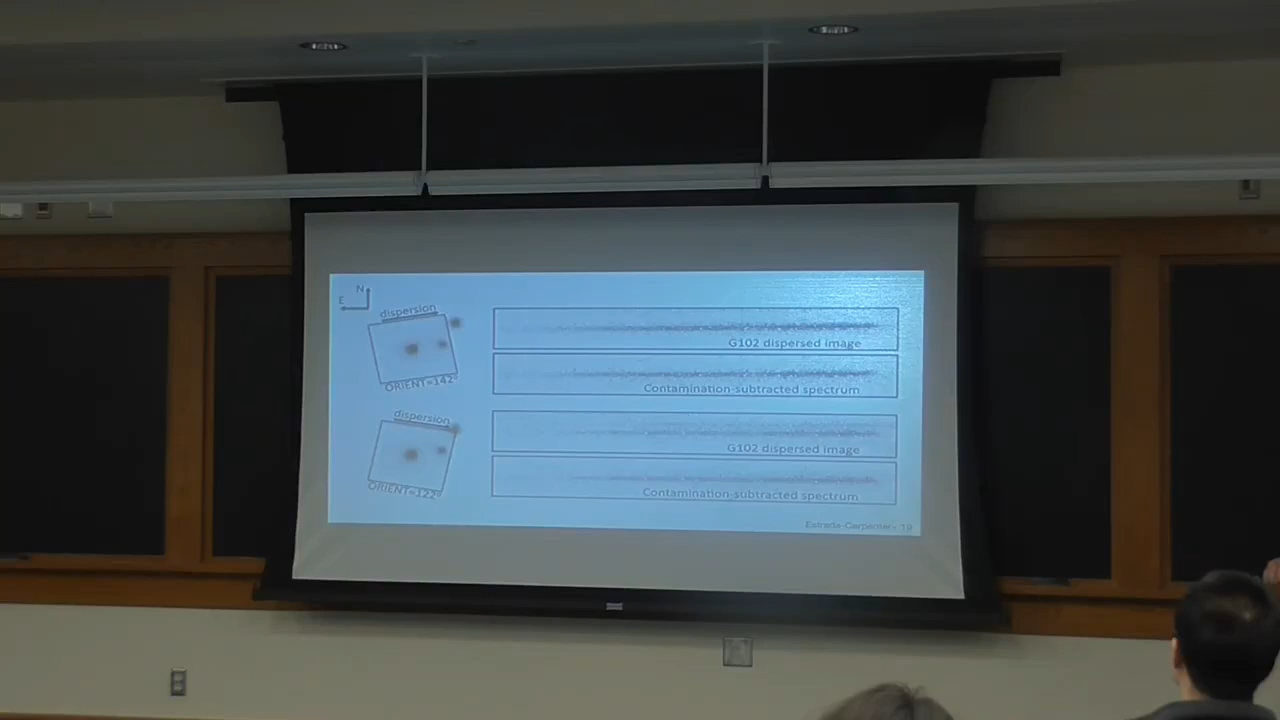 N
E
dispersion
ORIENT=142°
G102 dispersed image
Contamination-subtracted spectrum
dispersion
ORIENT=122°
G102 dispersed image
Contamination-subtracted spectrum
Estrada-Carpenter+ 19